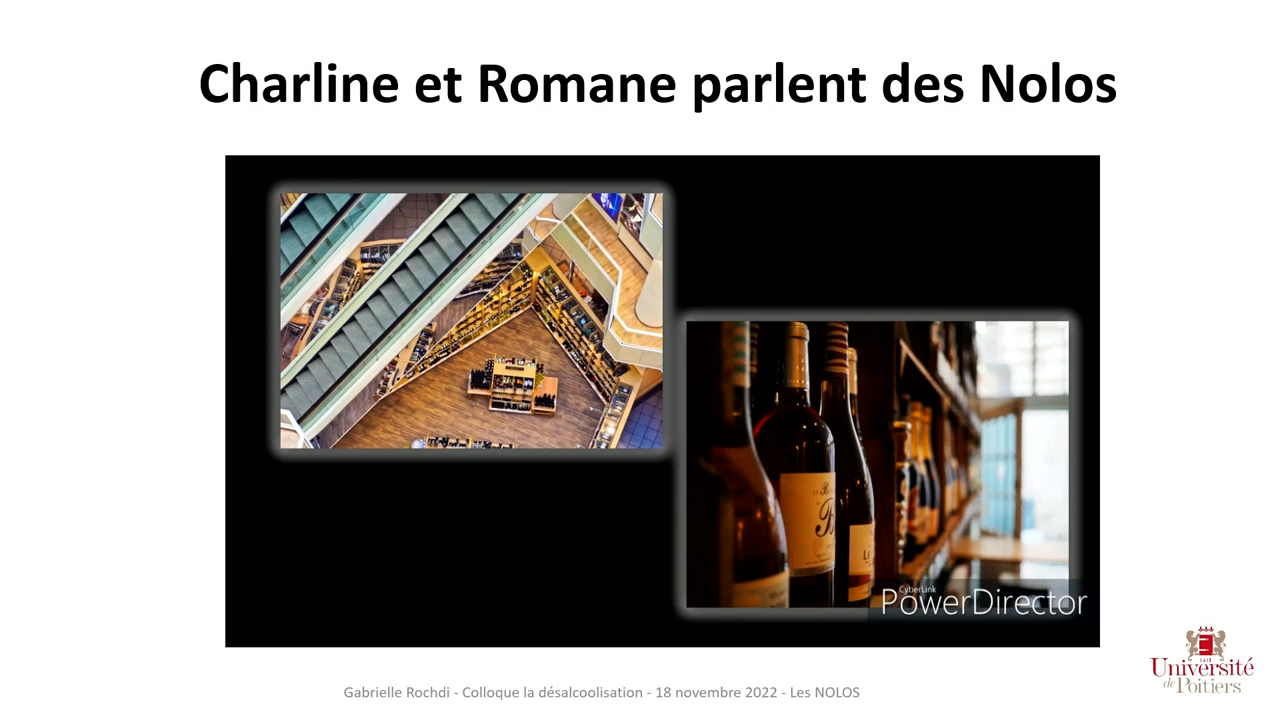 Charline et Romane parlent des Nolos
CyberLink
PowerDirector
Université
de Poitiers
Gabrielle Rochdi - Colloque la désalcoolisation - 18 novembre 2022 - Les NOLOS